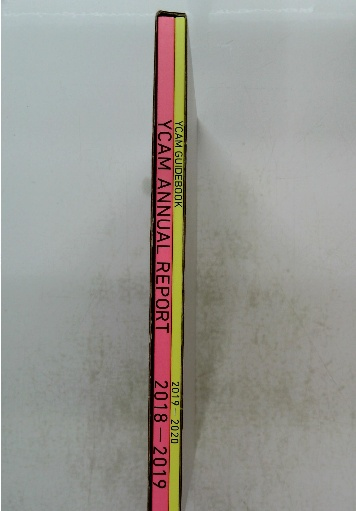 YCAM GUIDEBOOK 2019–2020
YCAM ANNUAL REPORT 2018–2019